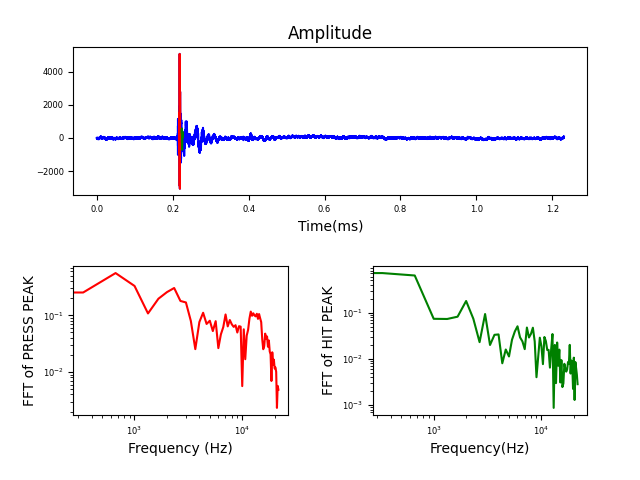 Amplitude
4000
2000
0
−2000
0.0 0.2 0.4 0.6 0.8 1.0 1.2
Time(ms)
FFT of PRESS PEAK
10⁻¹
10⁻²
10³ 10⁴
Frequency (Hz)
FFT of HIT PEAK
10⁻¹
10⁻²
10⁻³
10³ 10⁴
Frequency(Hz)